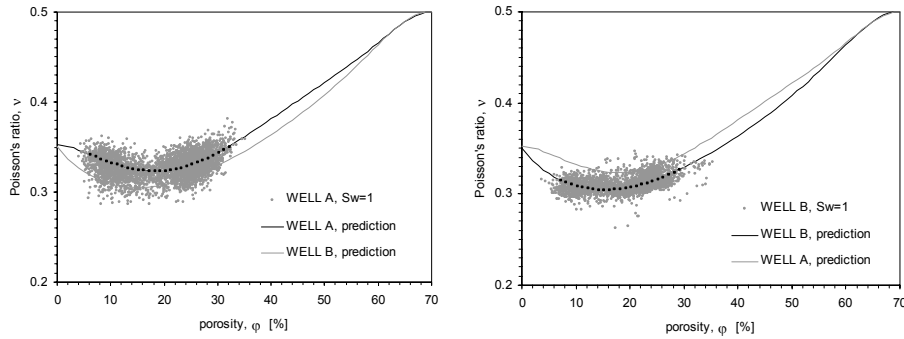 0.5
0.4
0.3
0.2
Poisson's ratio, ν
WELL A, Sw=1
WELL A, prediction
WELL B, prediction
0 10 20 30 40 50 60 70
porosity, φ [%]
0.5
0.4
0.3
0.2
Poisson's ratio, ν
WELL B, Sw=1
WELL B, prediction
WELL A, prediction
0 10 20 30 40 50 60 70
porosity, φ [%]